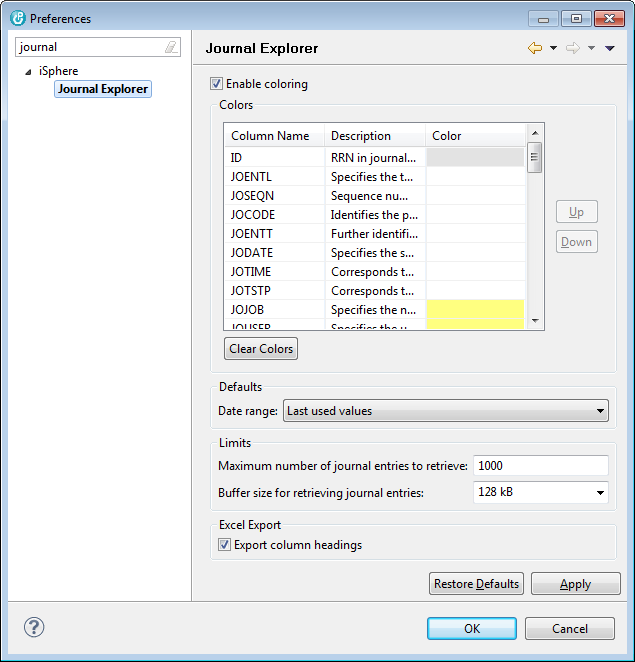 Preferences
journal
iSphere
Journal Explorer
Journal Explorer
Enable coloring
Colors
Column Name Description Color
ID RRN in journal...
JOENTL Specifies the t...
JOSEQN Sequence nu...
JOCODE Identifies the p...
JOENTT Further identifi...
JODATE Specifies the s...
JOTIME Corresponds t...
JOTSTP Corresponds t...
JOJOB Specifies the n...
JOUSER Specifies the u...
Up
Down
Clear Colors
Defaults
Date range: Last used values
Limits
Maximum number of journal entries to retrieve: 1000
Buffer size for retrieving journal entries: 128 kB
Excel Export
Export column headings
Restore Defaults Apply
OK Cancel